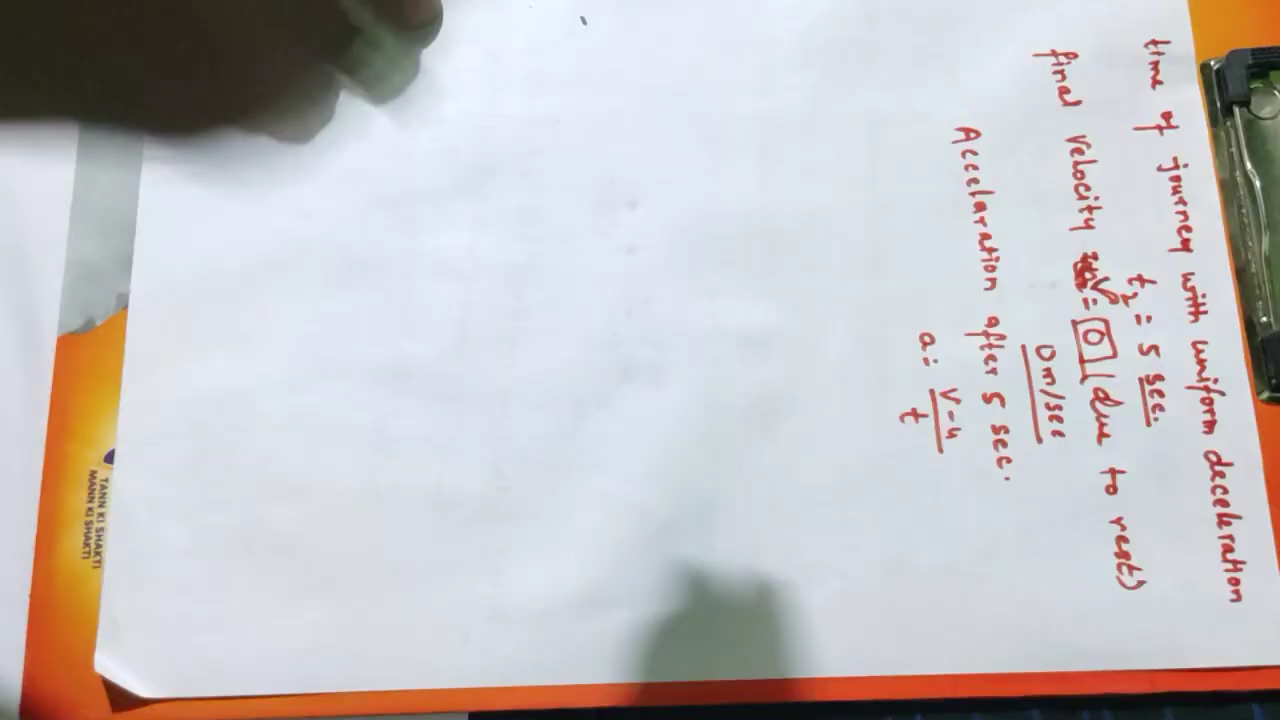 time of journey with uniform deceleration
t2 = 5 sec.
final velocity v = 0 (due to rest)
0 m/sec
Accelaration after 5 sec.
a = v-u
t
TANN KI SHAKTI
MANN KI SHAKTI